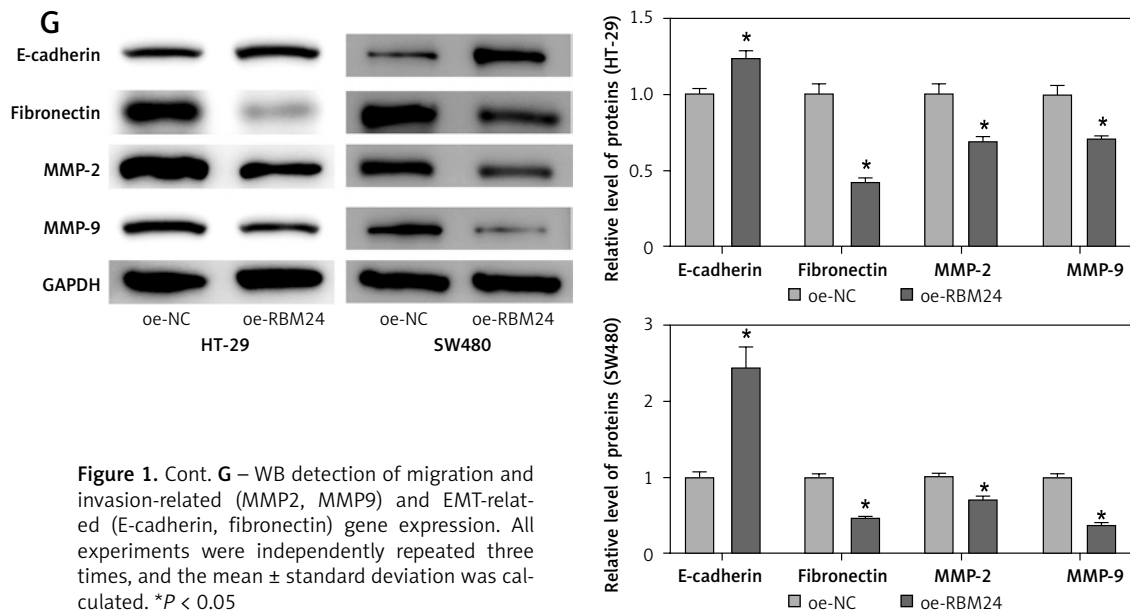 G
E-cadherin
Fibronectin
MMP-2
MMP-9
GAPDH
oe-NC oe-RBM24 oe-NC oe-RBM24
HT-29 SW480
Relative level of proteins (HT-29)
1.5
1.0
0.5
0
* * * *
E-cadherin Fibronectin MMP-2 MMP-9
oe-NC oe-RBM24
Relative level of proteins (SW480)
3
2
1
0
* * * *
E-cadherin Fibronectin MMP-2 MMP-9
oe-NC oe-RBM24
Figure 1. Cont. G – WB detection of migration and
invasion-related (MMP2, MMP9) and EMT-relat-
ed (E-cadherin, fibronectin) gene expression. All
experiments were independently repeated three
times, and the mean ± standard deviation was cal-
culated. *P < 0.05